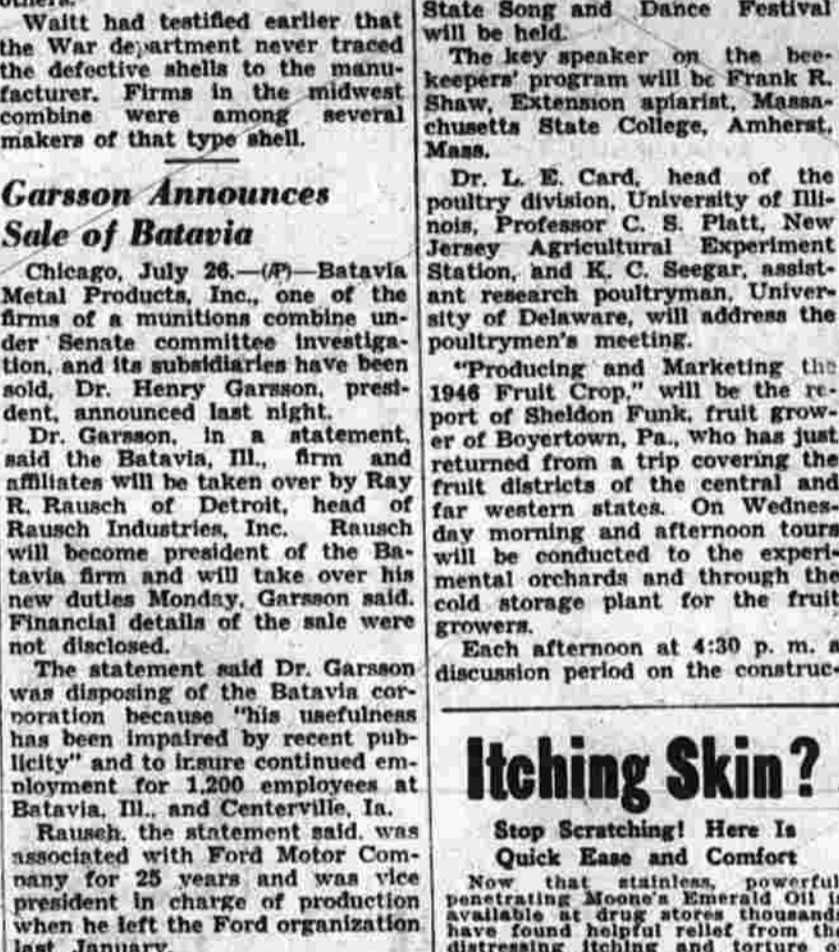 others.
Waitt had testified earlier that
the War department never traced
the defective shells to the manu-
facturer. Firms in the midwest
combine were among several
makers of that type shell.
Garsson Announces
Sale of Batavia
Chicago, July 26.—(AP)—Batavia
Metal Products, Inc., one of the
firms of a munitions combine un-
der Senate committee investiga-
tion, and its subsidiaries have been
sold, Dr. Henry Garsson, presi-
dent, announced last night.
Dr. Garsson, in a statement,
said the Batavia, Ill., firm and
affiliates will be taken over by Ray
R. Rausch of Detroit, head of
Rausch Industries, Inc. Rausch
will become president of the Ba-
tavia firm and will take over his
new duties Monday, Garsson said.
Financial details of the sale were
not disclosed.
The statement said Dr. Garsson
was disposing of the Batavia cor-
poration because "his usefulness
has been impaired by recent pub-
licity" and to insure continued em-
ployment for 1,200 employees at
Batavia, Ill., and Centerville, Ia.
Rausch, the statement said, was
associated with Ford Motor Com-
pany for 25 years and was vice
president in charge of production
when he left the Ford organization
last January.
State Song and Dance Festival
will be held.
The key speaker on the bee-
keepers' program will be Frank R.
Shaw, Extension apiarist, Massa-
chusetts State College, Amherst,
Mass.
Dr. L. E. Card, head of the
poultry division, University of Illi-
nois, Professor C. S. Platt, New
Jersey Agricultural Experiment
Station, and K. C. Seegar, assist-
ant research poultryman, Univer-
sity of Delaware, will address the
poultrymen's meeting.
"Producing and Marketing the
1946 Fruit Crop," will be the re-
port of Sheldon Funk, fruit grow-
er of Boyertown, Pa., who has just
returned from a trip covering the
fruit districts of the central and
far western states. On Wednes-
day morning and afternoon tours
will be conducted to the experi-
mental orchards and through the
cold storage plant for the fruit
growers.
Each afternoon at 4:30 p. m. a
discussion period on the construc-
Itching Skin?
Stop Scratching! Here Is
Quick Ease and Comfort
Now that stainless, powerful
penetrating Moone's Emerald Oil is
available at drug stores thousands
have found helpful relief from the
distressing itching and torture